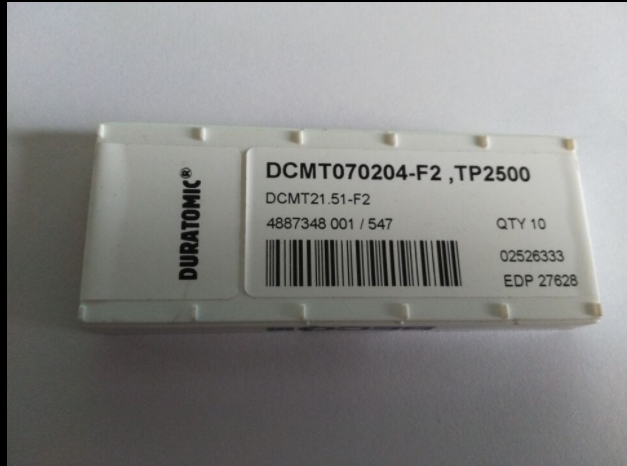 DURATOMIC®
DCMT070204-F2 ,TP2500
DCMT21.51-F2
4887348 001 / 547 QTY 10
02526333
EDP 27628